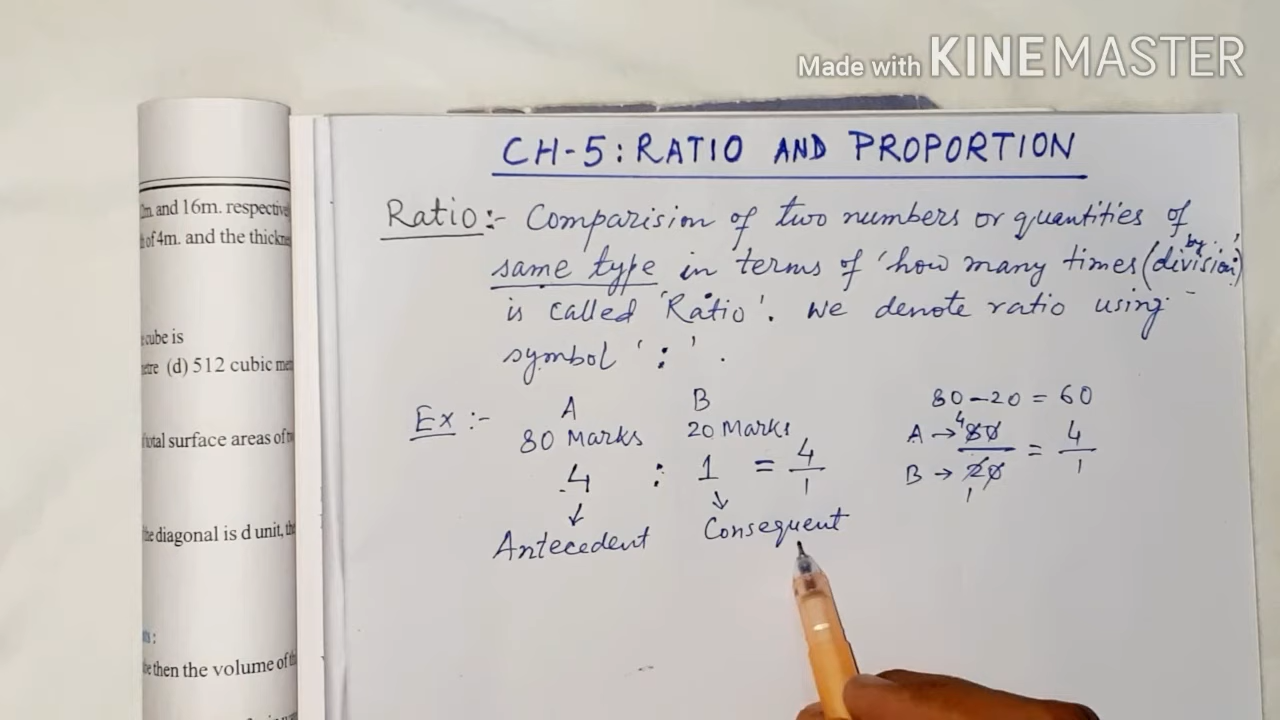 Made with KINEMASTER
CH-5: RATIO AND PROPORTION
Ratio:- Comparision of two numbers or quantities of
same type in terms of 'how many times (by division)'
is called 'Ratio'. We denote ratio using
symbol ' : ' .
Ex :- A B
80 Marks 20 Marks
4 : 1 = 4/1
Antecedent Consequent
80 - 20 = 60
A → 4 80
B → 20 1 = 4/1
2m. and 16m. respective
of 4m. and the thickne
cube is
etre (d) 512 cubic me
total surface areas of
the diagonal is d unit, th
:
then the volume of